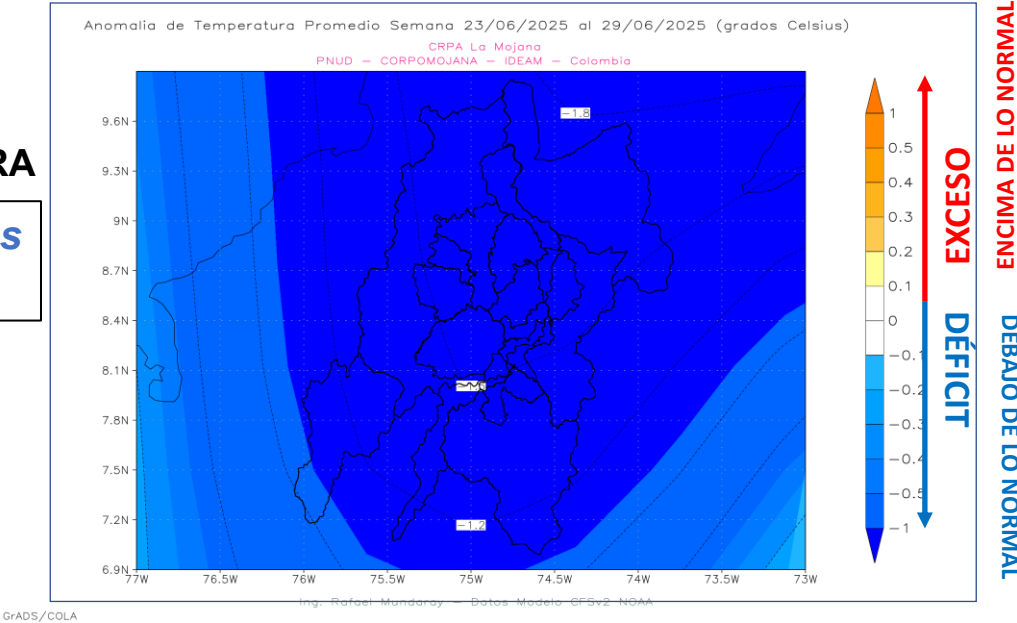 Anomalia de Temperatura Promedio Semana 23/06/2025 al 29/06/2025 (grados Celsius)
CRPA La Mojana
PNUD – CORPOMOJANA – IDEAM – Colombia
RA
s
9.6N
9.3N
9N
8.7N
8.4N
8.1N
7.8N
7.5N
7.2N
6.9N
77W
76.5W
76W
75.5W
75W
74.5W
74W
73.5W
73W
-1.8
-1.2
1
0.5
0.4
0.3
0.2
0.1
0
-0.1
-0.2
-0.3
-0.4
-0.5
-1
EXCESO
DÉFICIT
ENCIMA DE LO NORMAL
DEBAJO DE LO NORMAL
Ing. Rafael Mundaray – Datos Modelo CFSv2 NOAA
GrADS/COLA